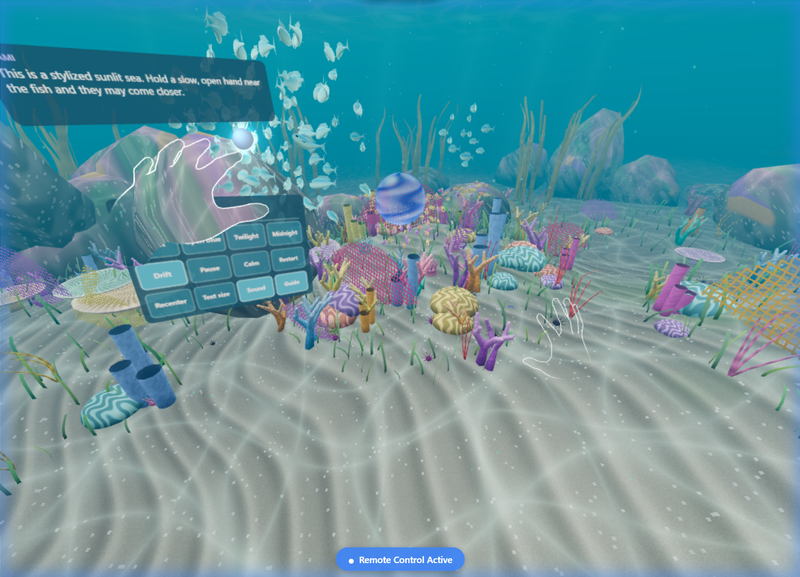 This is a stylized sunlit sea. Hold a slow, open hand near
the fish and they may come closer.
Twilight
Midnight
Drift
Pause
Calm
Restart
Recenter
Text size
Sound
Guide
Remote Control Active